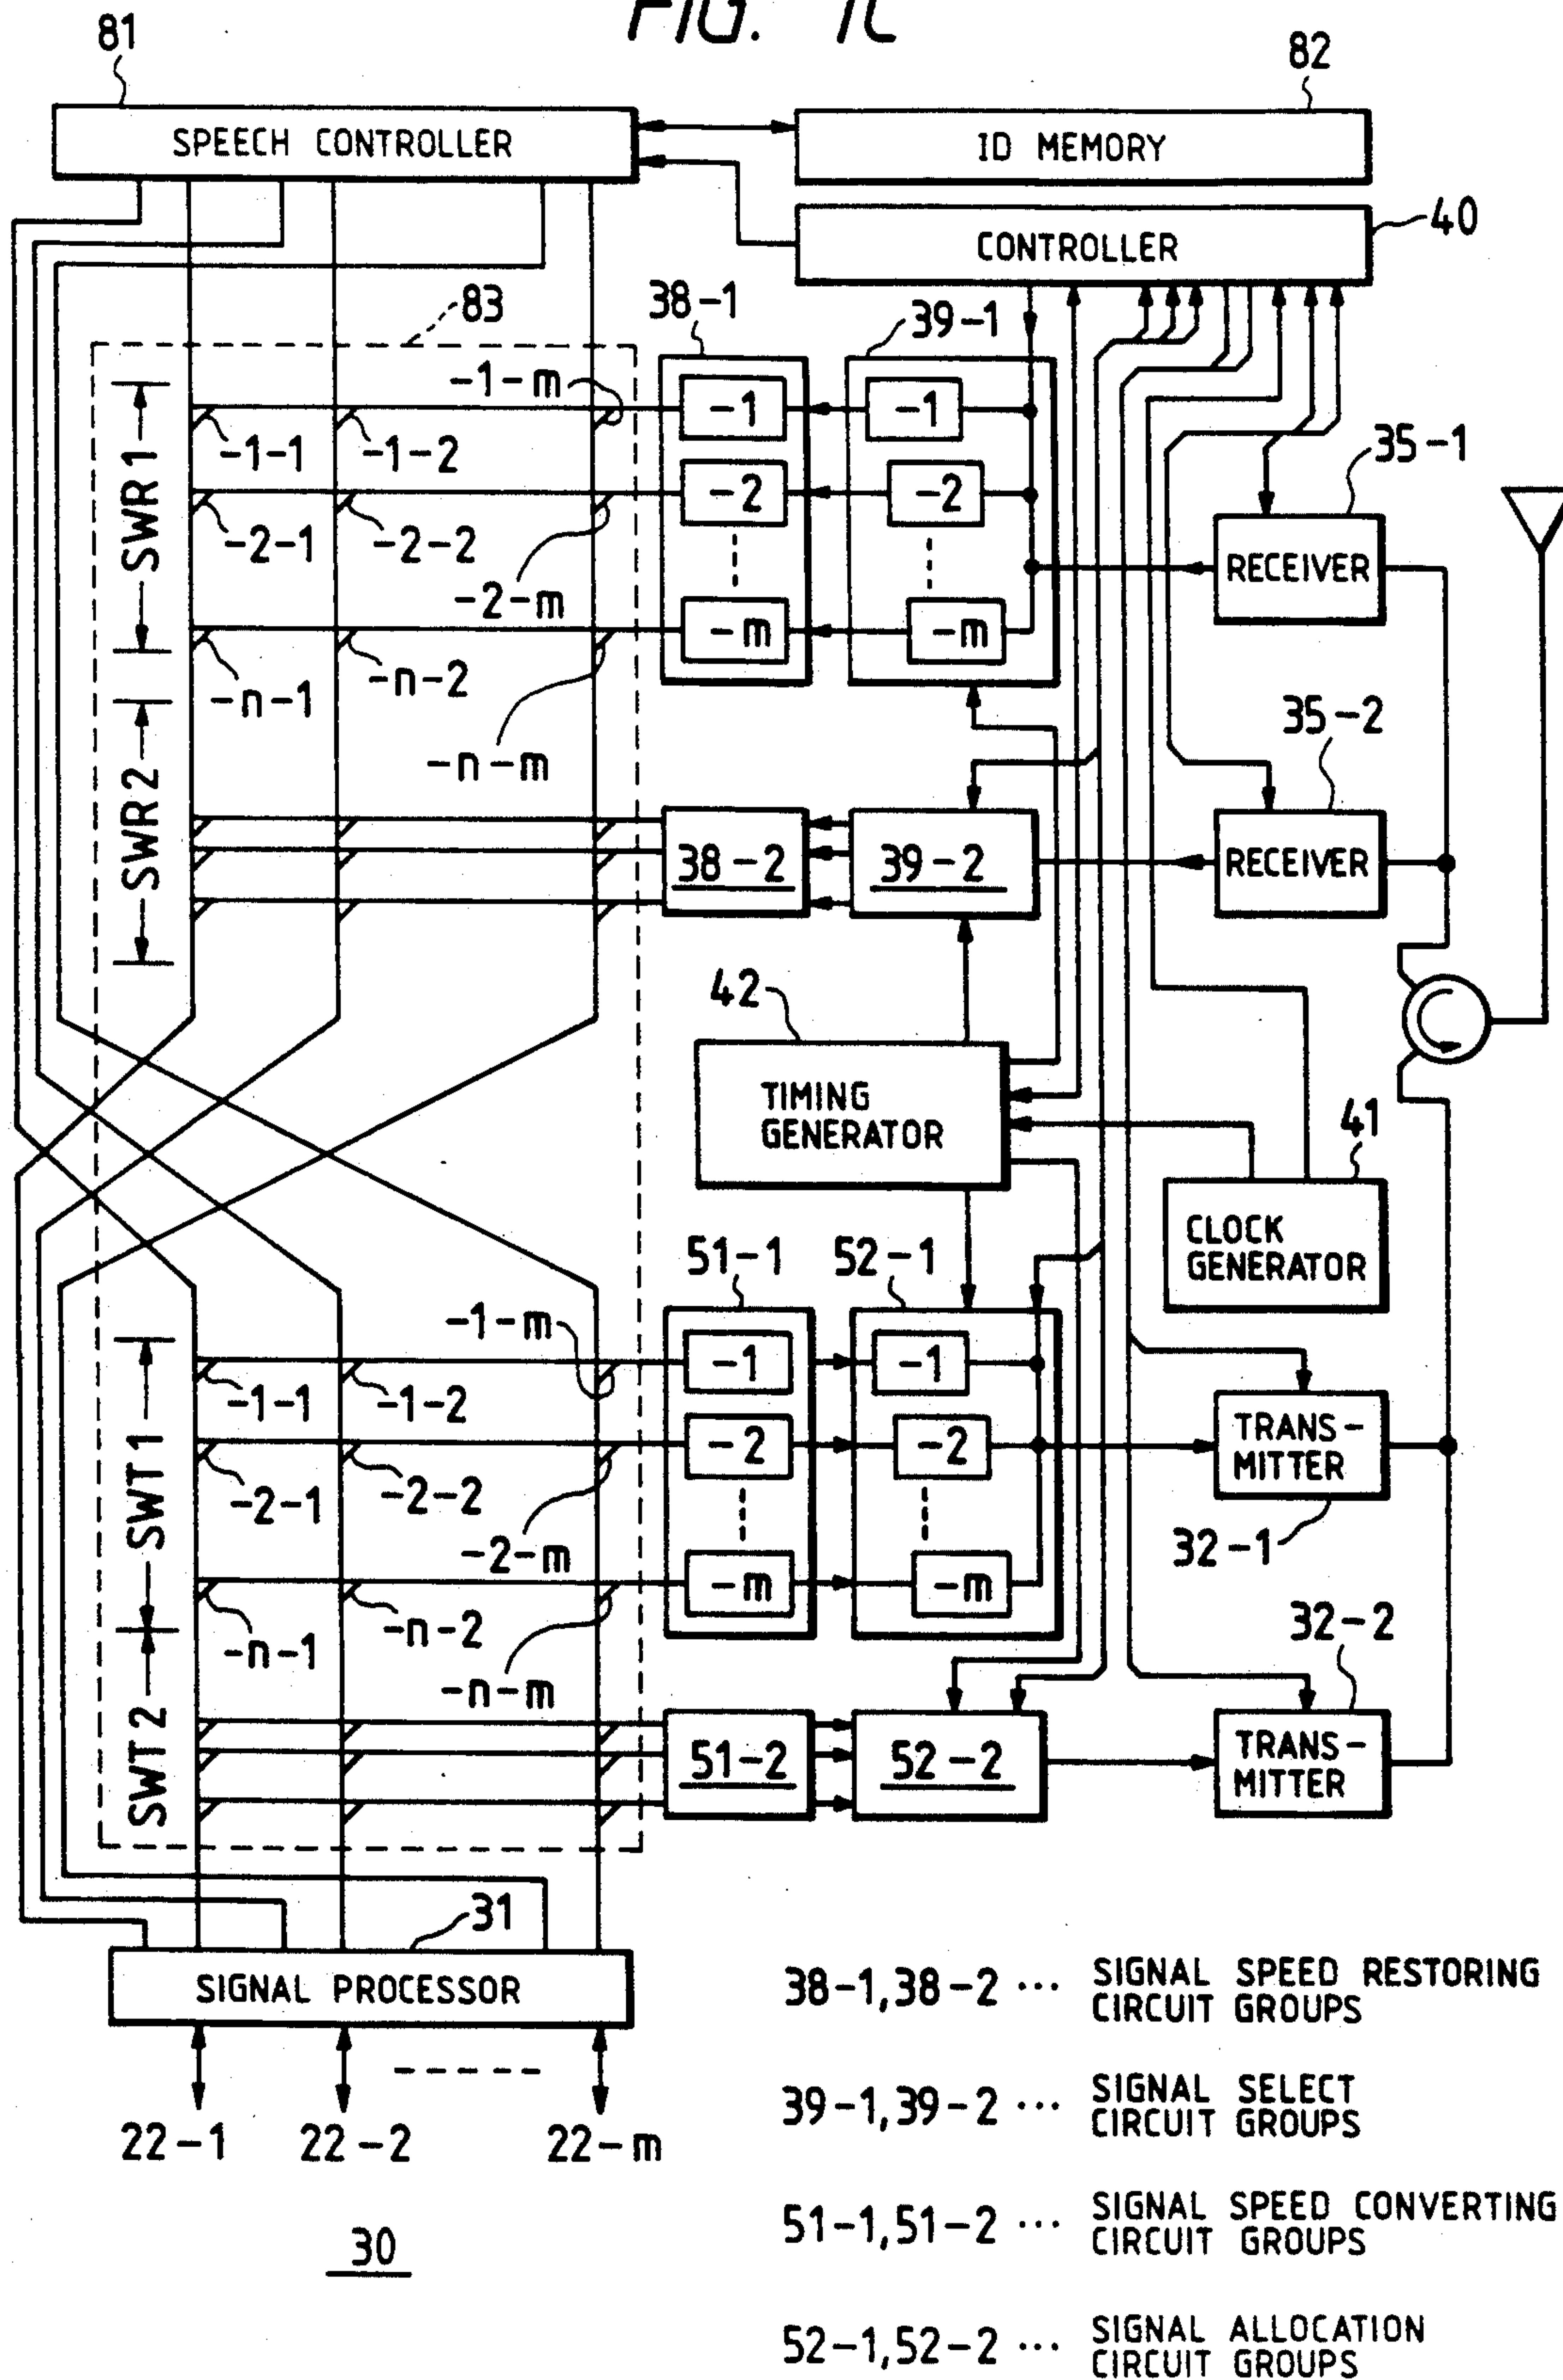 FIG. 1C
81
82
SPEECH CONTROLLER
ID MEMORY
40
CONTROLLER
83
38-1
39-1
-1-m
-1
-1
SWR1
-1-1
-1-2
35-1
-2
-2
-2-1
-2-2
RECEIVER
-2-m
-m
-m
-n-1
-n-2
35-2
-n-m
SWR2
38-2
39-2
RECEIVER
42
TIMING
GENERATOR
41
CLOCK
GENERATOR
51-1
52-1
-1-m
-1
-1
-1-1
-1-2
SWT1
-2
-2
TRANS-
MITTER
-2-1
-2-2
-2-m
32-1
-m
-m
-n-1
-n-2
32-2
-n-m
SWT2
51-2
52-2
TRANS-
MITTER
31
SIGNAL PROCESSOR
22-1
22-2
22-m
30
38-1,38-2 ··· SIGNAL SPEED RESTORING
CIRCUIT GROUPS
39-1,39-2 ··· SIGNAL SELECT
CIRCUIT GROUPS
51-1,51-2 ··· SIGNAL SPEED CONVERTING
CIRCUIT GROUPS
52-1,52-2 ··· SIGNAL ALLOCATION
CIRCUIT GROUPS